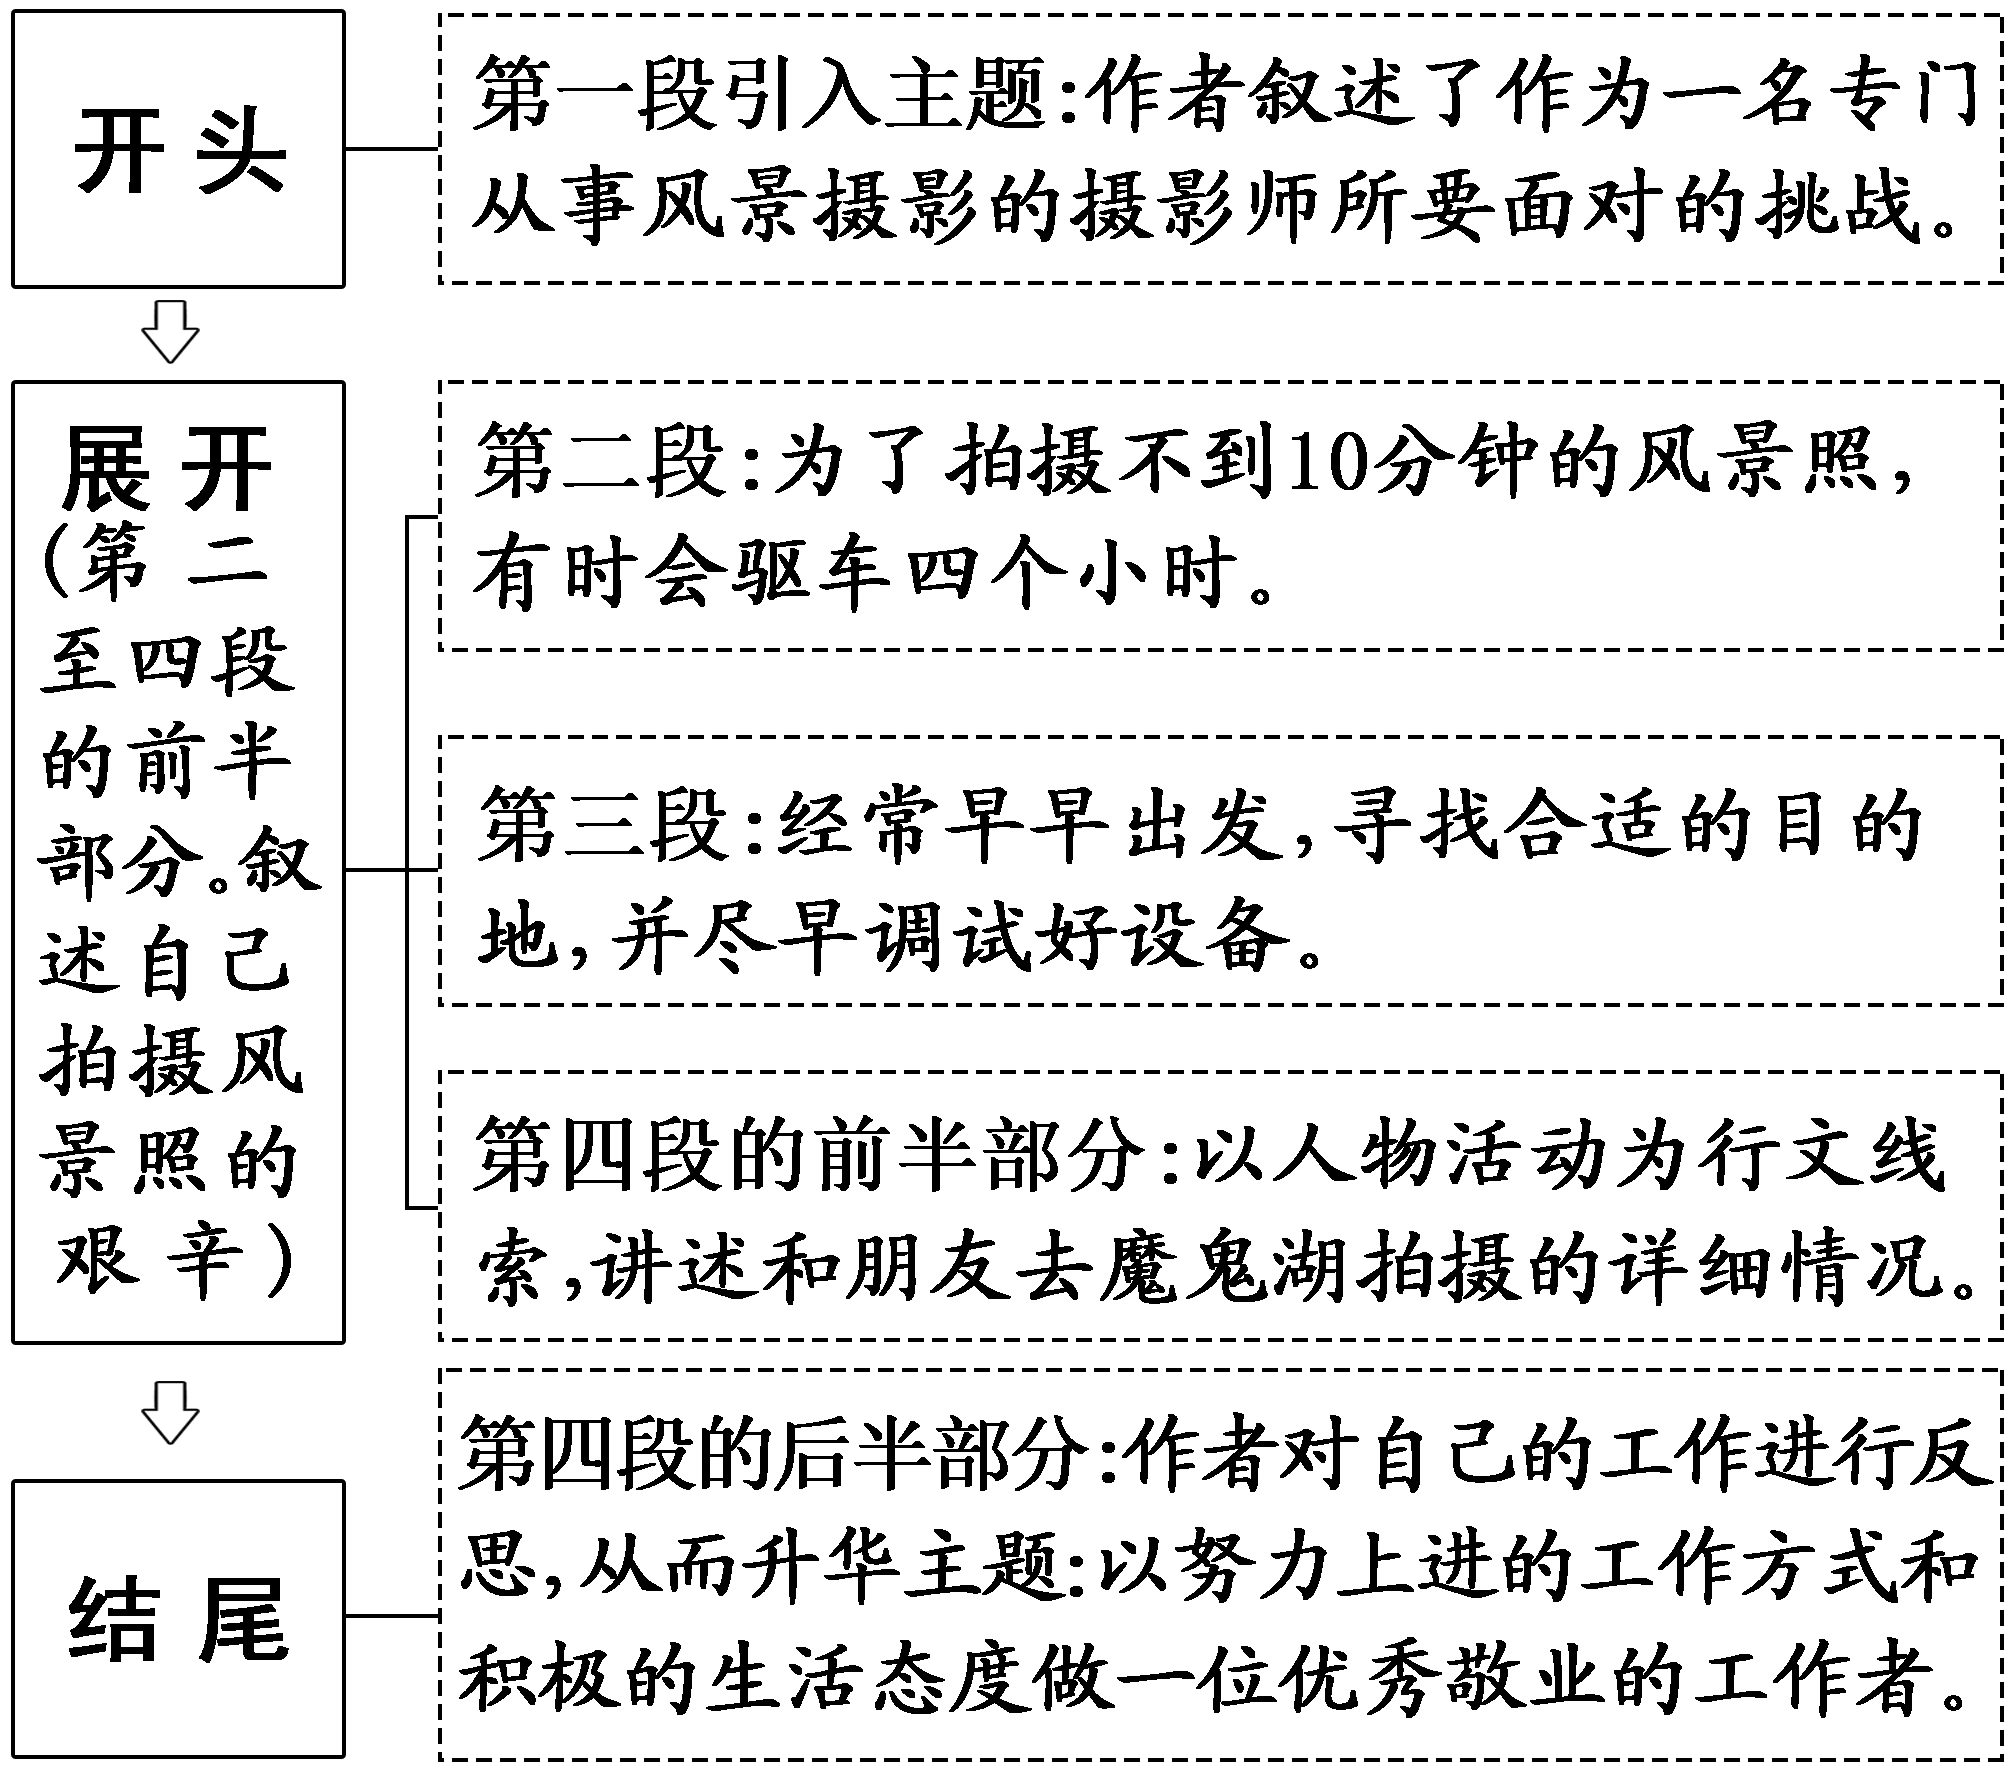 开头
第一段引入主题:作者叙述了作为一名专门
从事风景摄影的摄影师所要面对的挑战。
展开
(第二
至四段
的前半
部分。叙
述自己
拍摄风
景照的
艰辛)
第二段:为了拍摄不到10分钟的风景照,
有时会驱车四个小时。
第三段:经常早早出发,寻找合适的目的
地,并尽早调试好设备。
第四段的前半部分:以人物活动为行文线
索,讲述和朋友去魔鬼湖拍摄的详细情况。
结尾
第四段的后半部分:作者对自己的工作进行反
思,从而升华主题:以努力上进的工作方式和
积极的生活态度做一位优秀敬业的工作者。